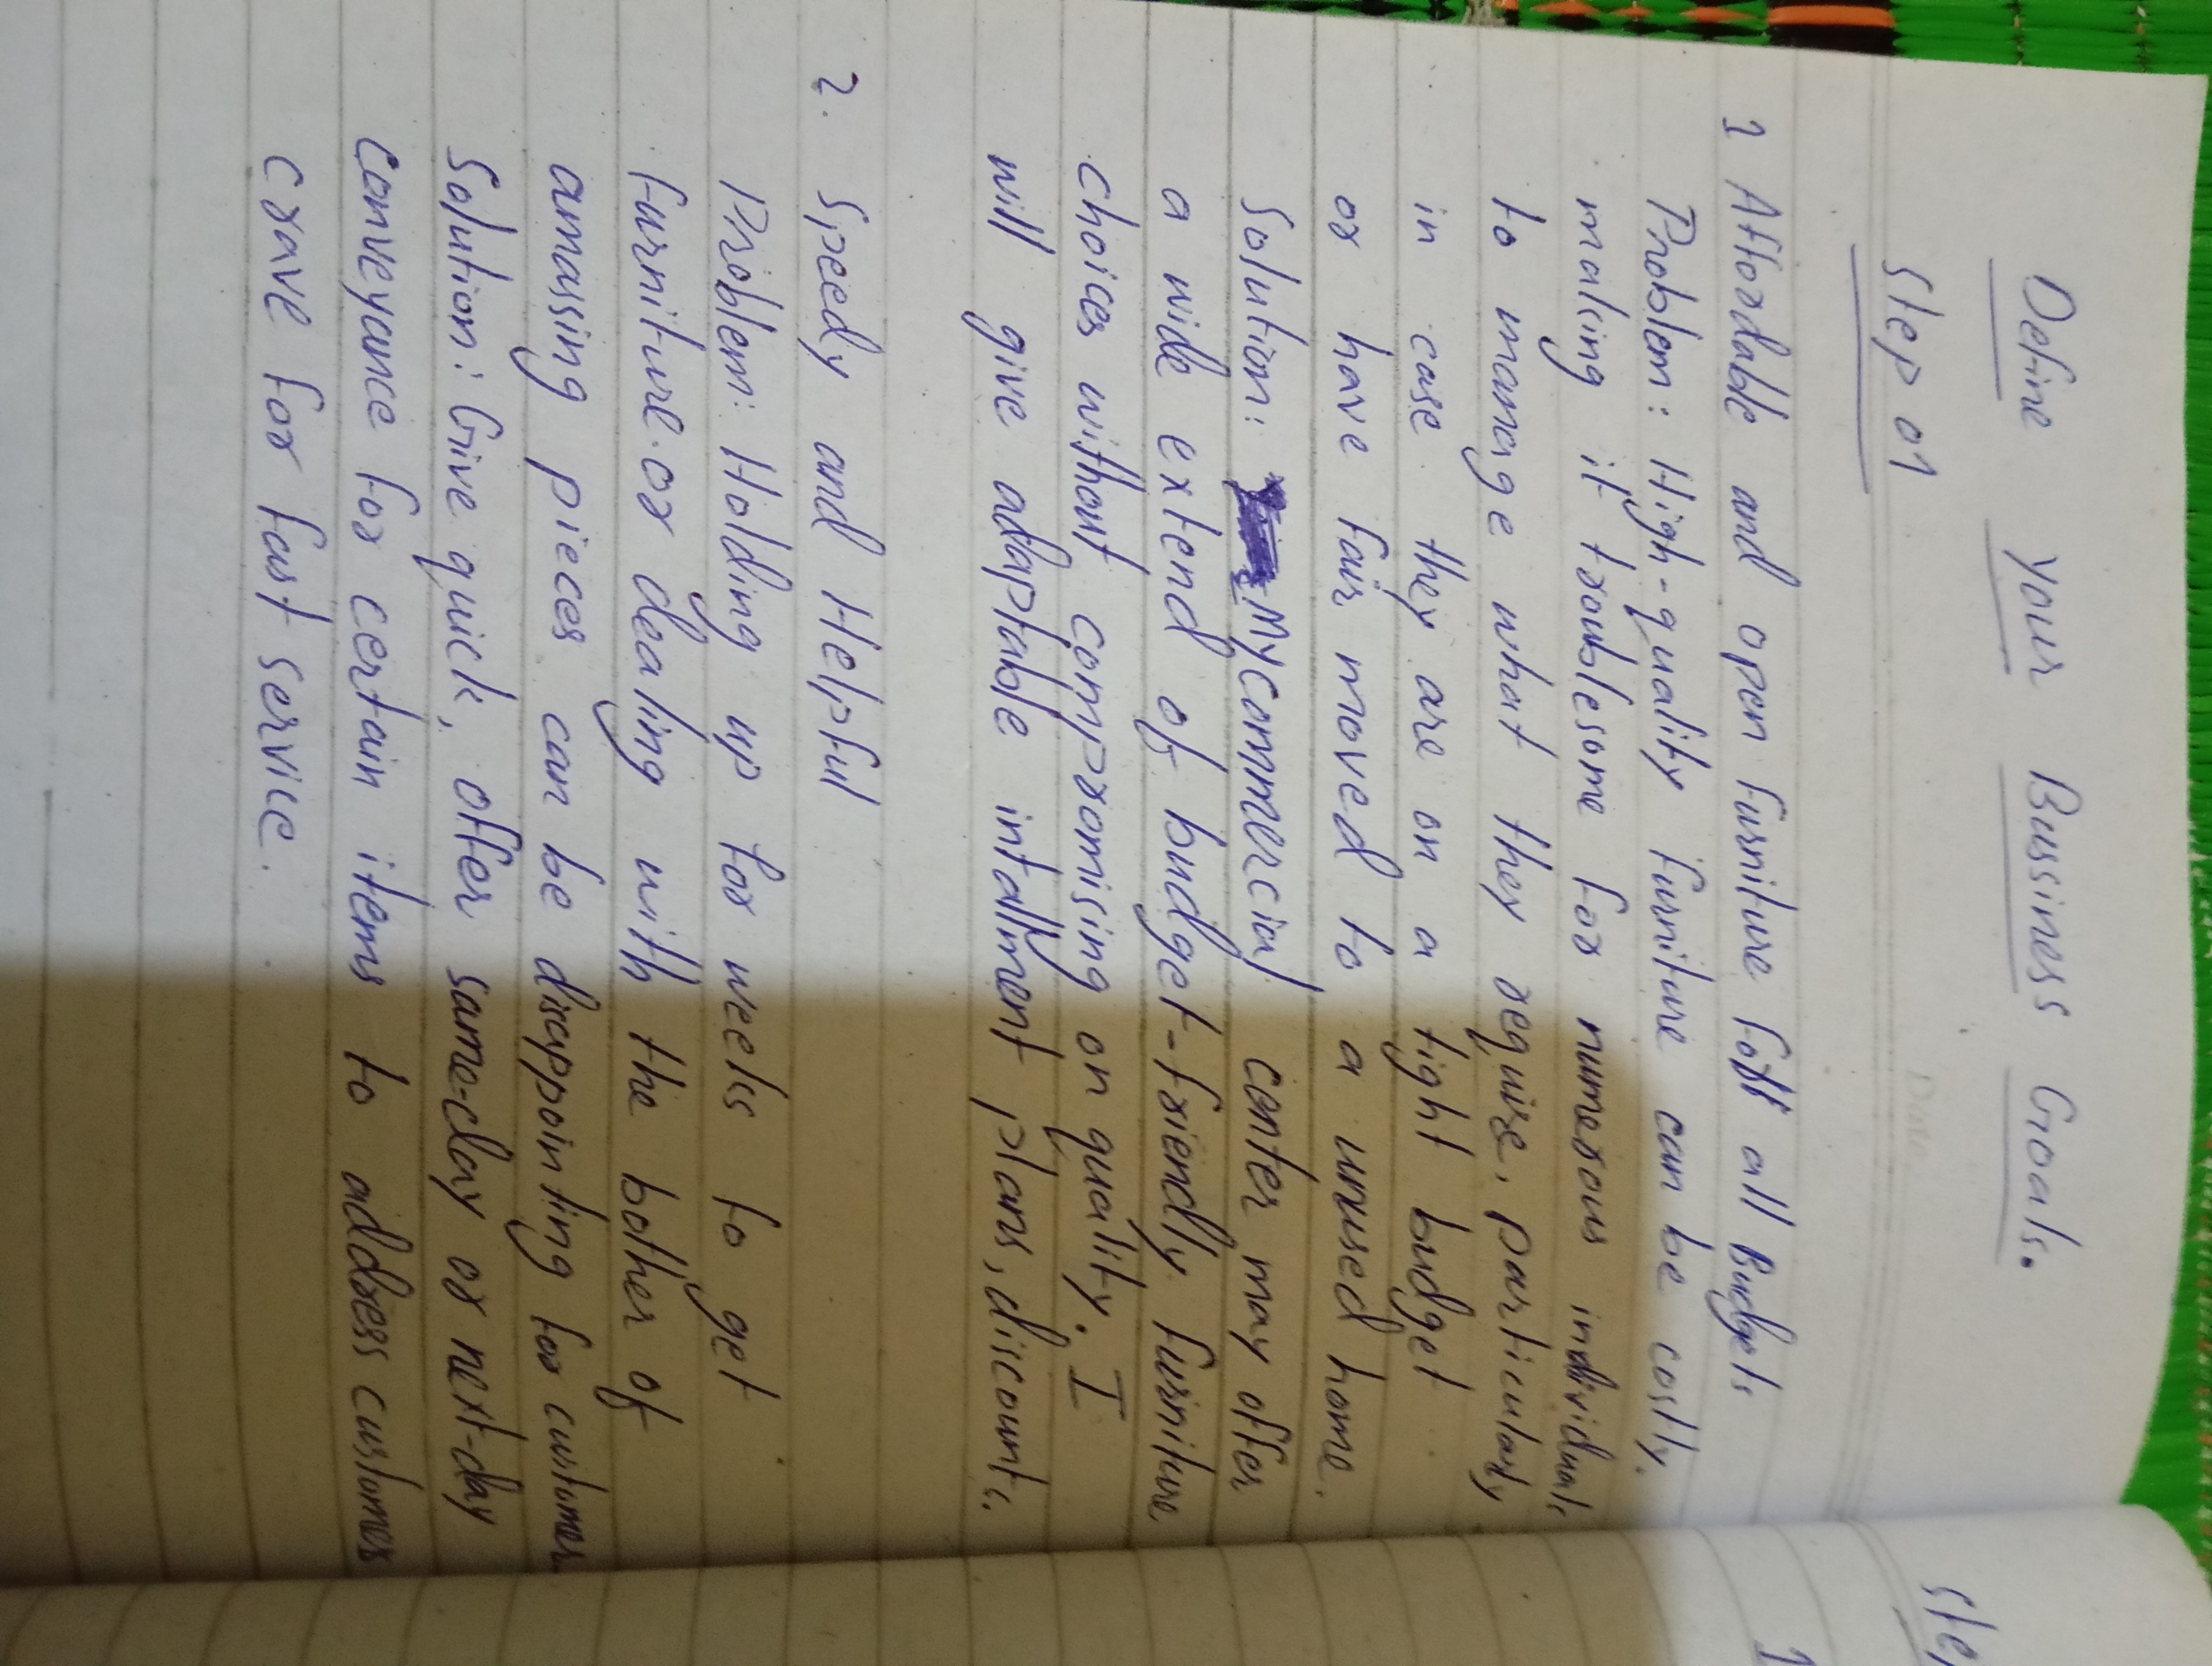 Define your Bussiness Goals.
Date
Step 01
1 Affordable and open furniture for all Budgets
Problem: High-quality furniture can be costly,
making it troublesome for numerous individuals
to manage what they require, particularly
in case they are on a tight budget
or have fair moved to a unused home.
Solution: My commercial center may offer
a wide extend of budget-friendly furniture
choices without compromising on quality. I
will give adaptable intallment plans, discounts.
2. Speedy and Helpful
Problem: Holding up for weeks to get
furniture or dealing with the bother of
amassing pieces can be disappointing for customer
Solution: Give quick, offer same-day or next-day
conveyance for certain items to address customer
crave for fast service.
1